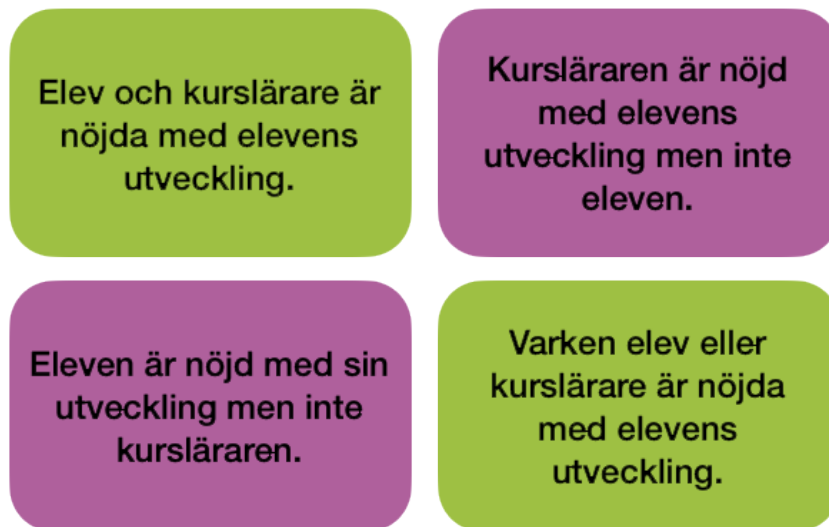 Elev och kurslärare är
nöjda med elevens
utveckling.
Kursläraren är nöjd
med elevens
utveckling men inte
eleven.
Eleven är nöjd med sin
utveckling men inte
kursläraren.
Varken elev eller
kurslärare är nöjda
med elevens
utveckling.